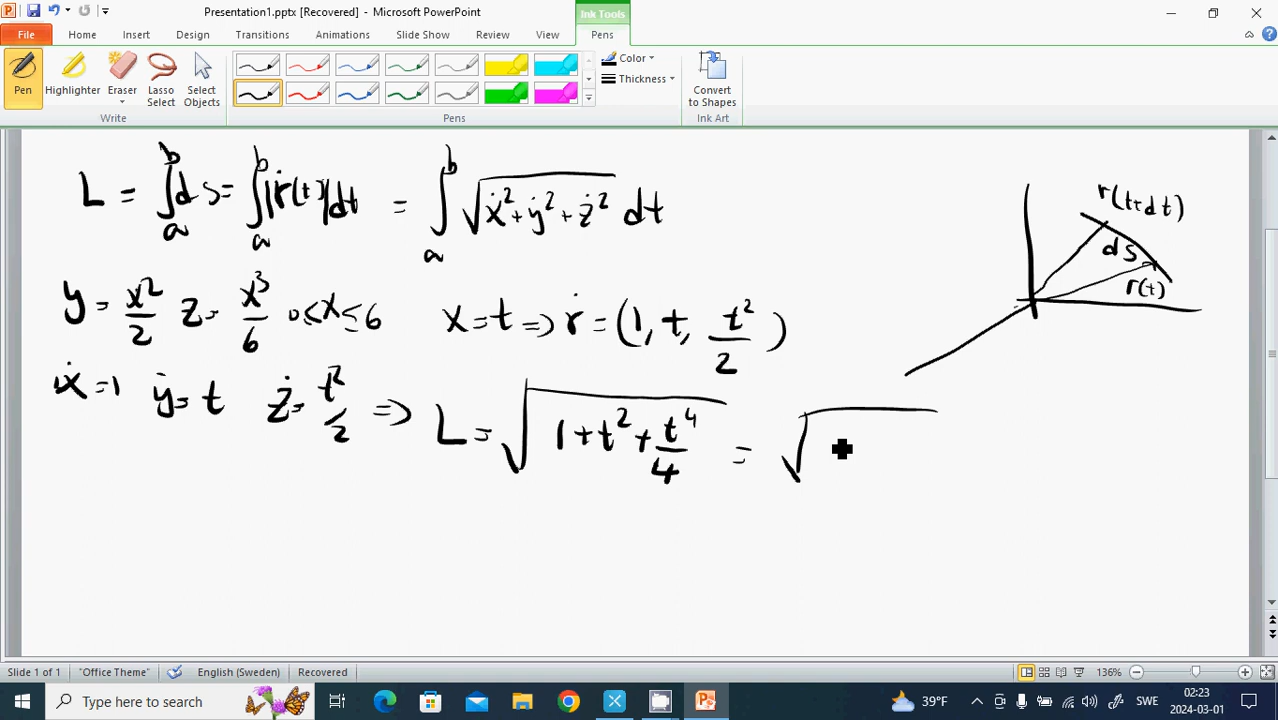 Presentation1.pptx [Recovered] - Microsoft PowerPoint
Ink Tools
File Home Insert Design Transitions Animations Slide Show Review View Pens
Pen Highlighter Eraser Lasso Select Select Objects
Color
Thickness
Convert to Shapes
Write Pens Ink Art
L = ∫_a^b ds = ∫_a^b |ṙ(t)| dt = ∫_a^b √(ẋ² + ẏ² + ż²) dt
r(t+dt)
ds
r(t)
y = x²/2 z = x³/6 0 ≤ x ≤ 6 x = t => ṙ = (1, t, t²/2)
ẋ = 1 ẏ = t ż = t²/2 => L = √(1 + t² + t⁴/4) = √
Slide 1 of 1 "Office Theme" English (Sweden) Recovered 136%
Type here to search 39°F SWE 02:23
2024-03-01